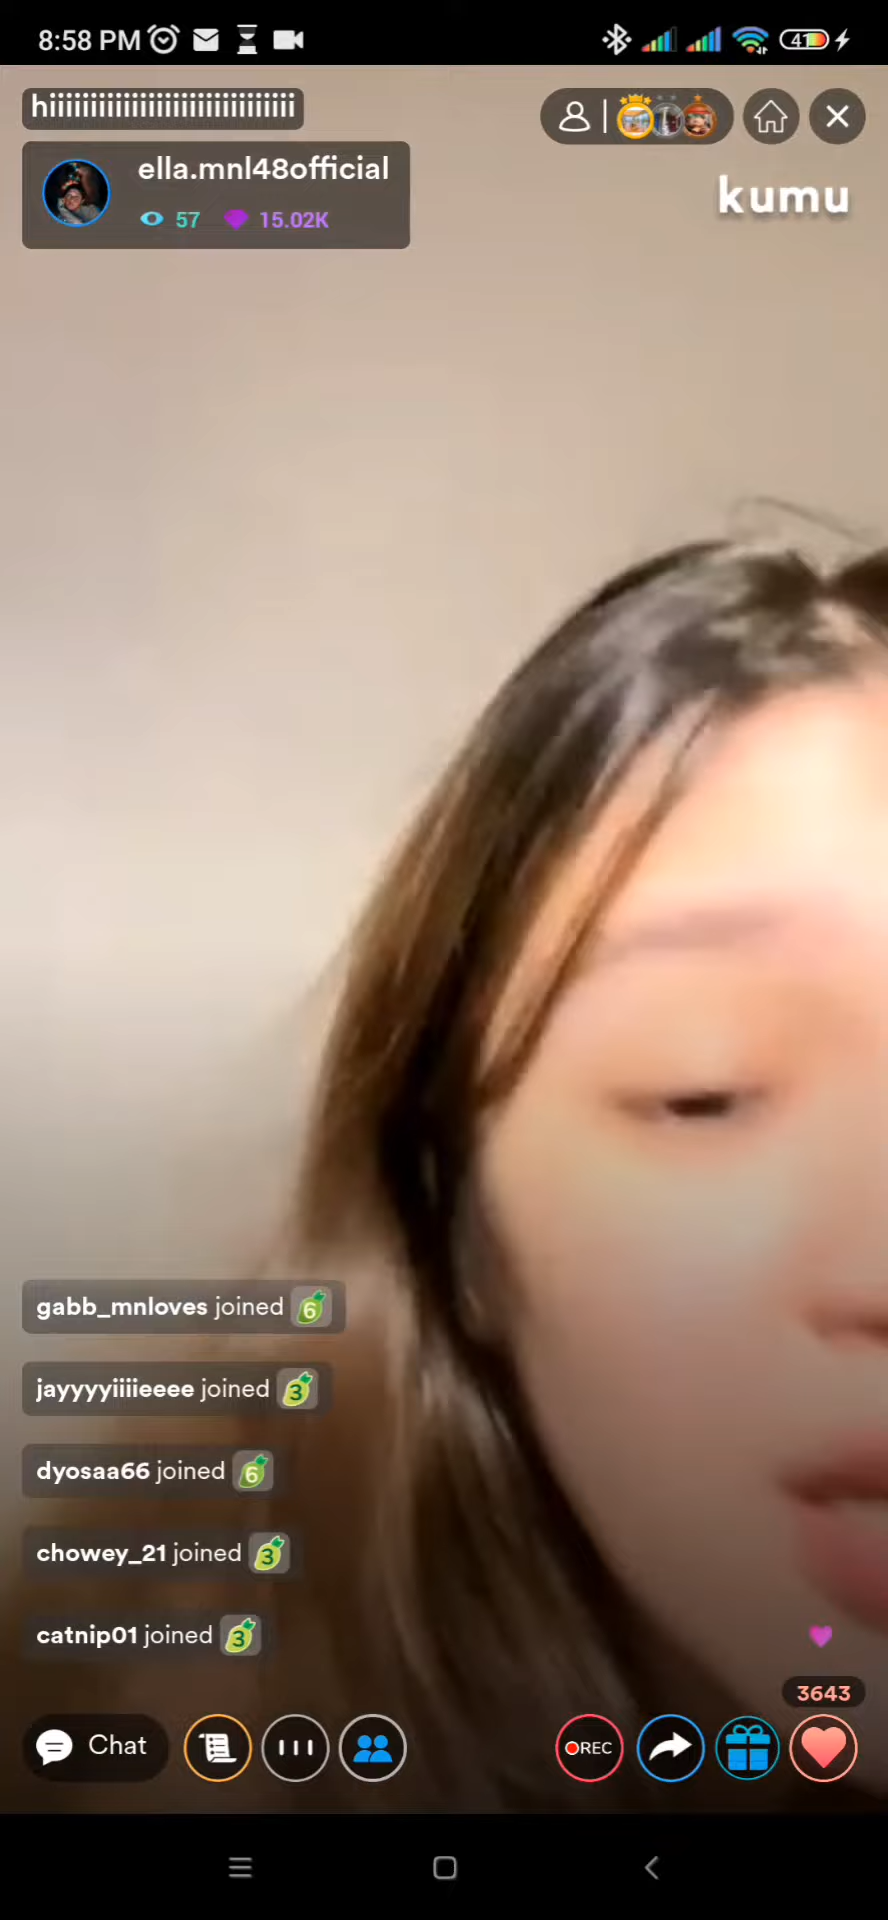 8:58 PM
41
hiiiiiiiiiiiiiiiiiiiiiiiiiiiiii
ella.mnl48official
57 15.02K
kumu
gabb_mnloves joined 6
jayyyyiiiieeee joined 3
dyosaa66 joined 6
chowey_21 joined 3
catnip01 joined 3
3643
Chat
REC